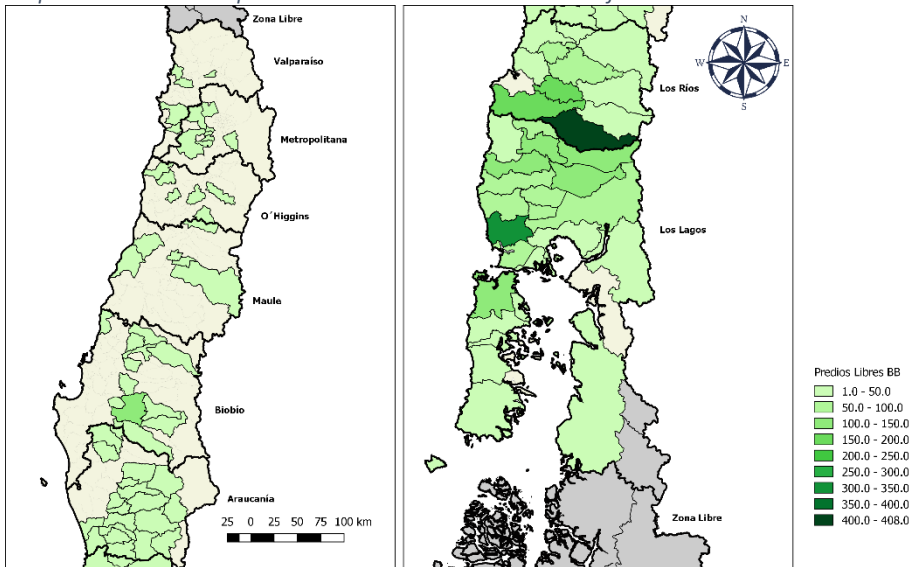 Zona Libre
Valparaíso
Metropolitana
O´Higgins
Maule
Biobío
Araucanía
25 0 25 50 75 100 km
N
W E
S
Los Ríos
Los Lagos
Zona Libre
Predios Libres BB
1.0 - 50.0
50.0 - 100.0
100.0 - 150.0
150.0 - 200.0
200.0 - 250.0
250.0 - 300.0
300.0 - 350.0
350.0 - 400.0
400.0 - 408.0